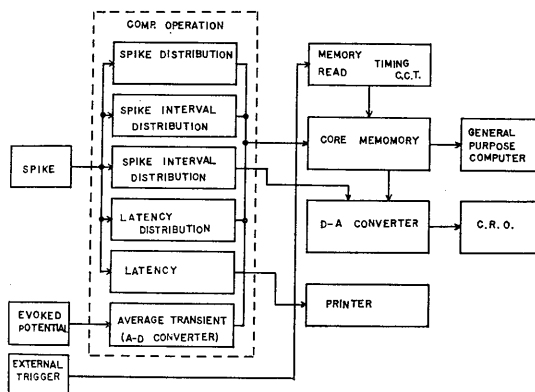 COMP. OPERATION
SPIKE DISTRIBUTION
SPIKE INTERVAL
DISTRIBUTION
SPIKE INTERVAL
DISTRIBUTION
LATENCY
DISTRIBUTION
LATENCY
AVERAGE TRANSIENT
(A-D CONVERTER)
SPIKE
EVOKED
POTENTIAL
EXTERNAL
TRIGGER
MEMORY
READ TIMING
C.C.T.
CORE MEMOMORY
D-A CONVERTER
PRINTER
GENERAL
PURPOSE
COMPUTER
C.R.O.